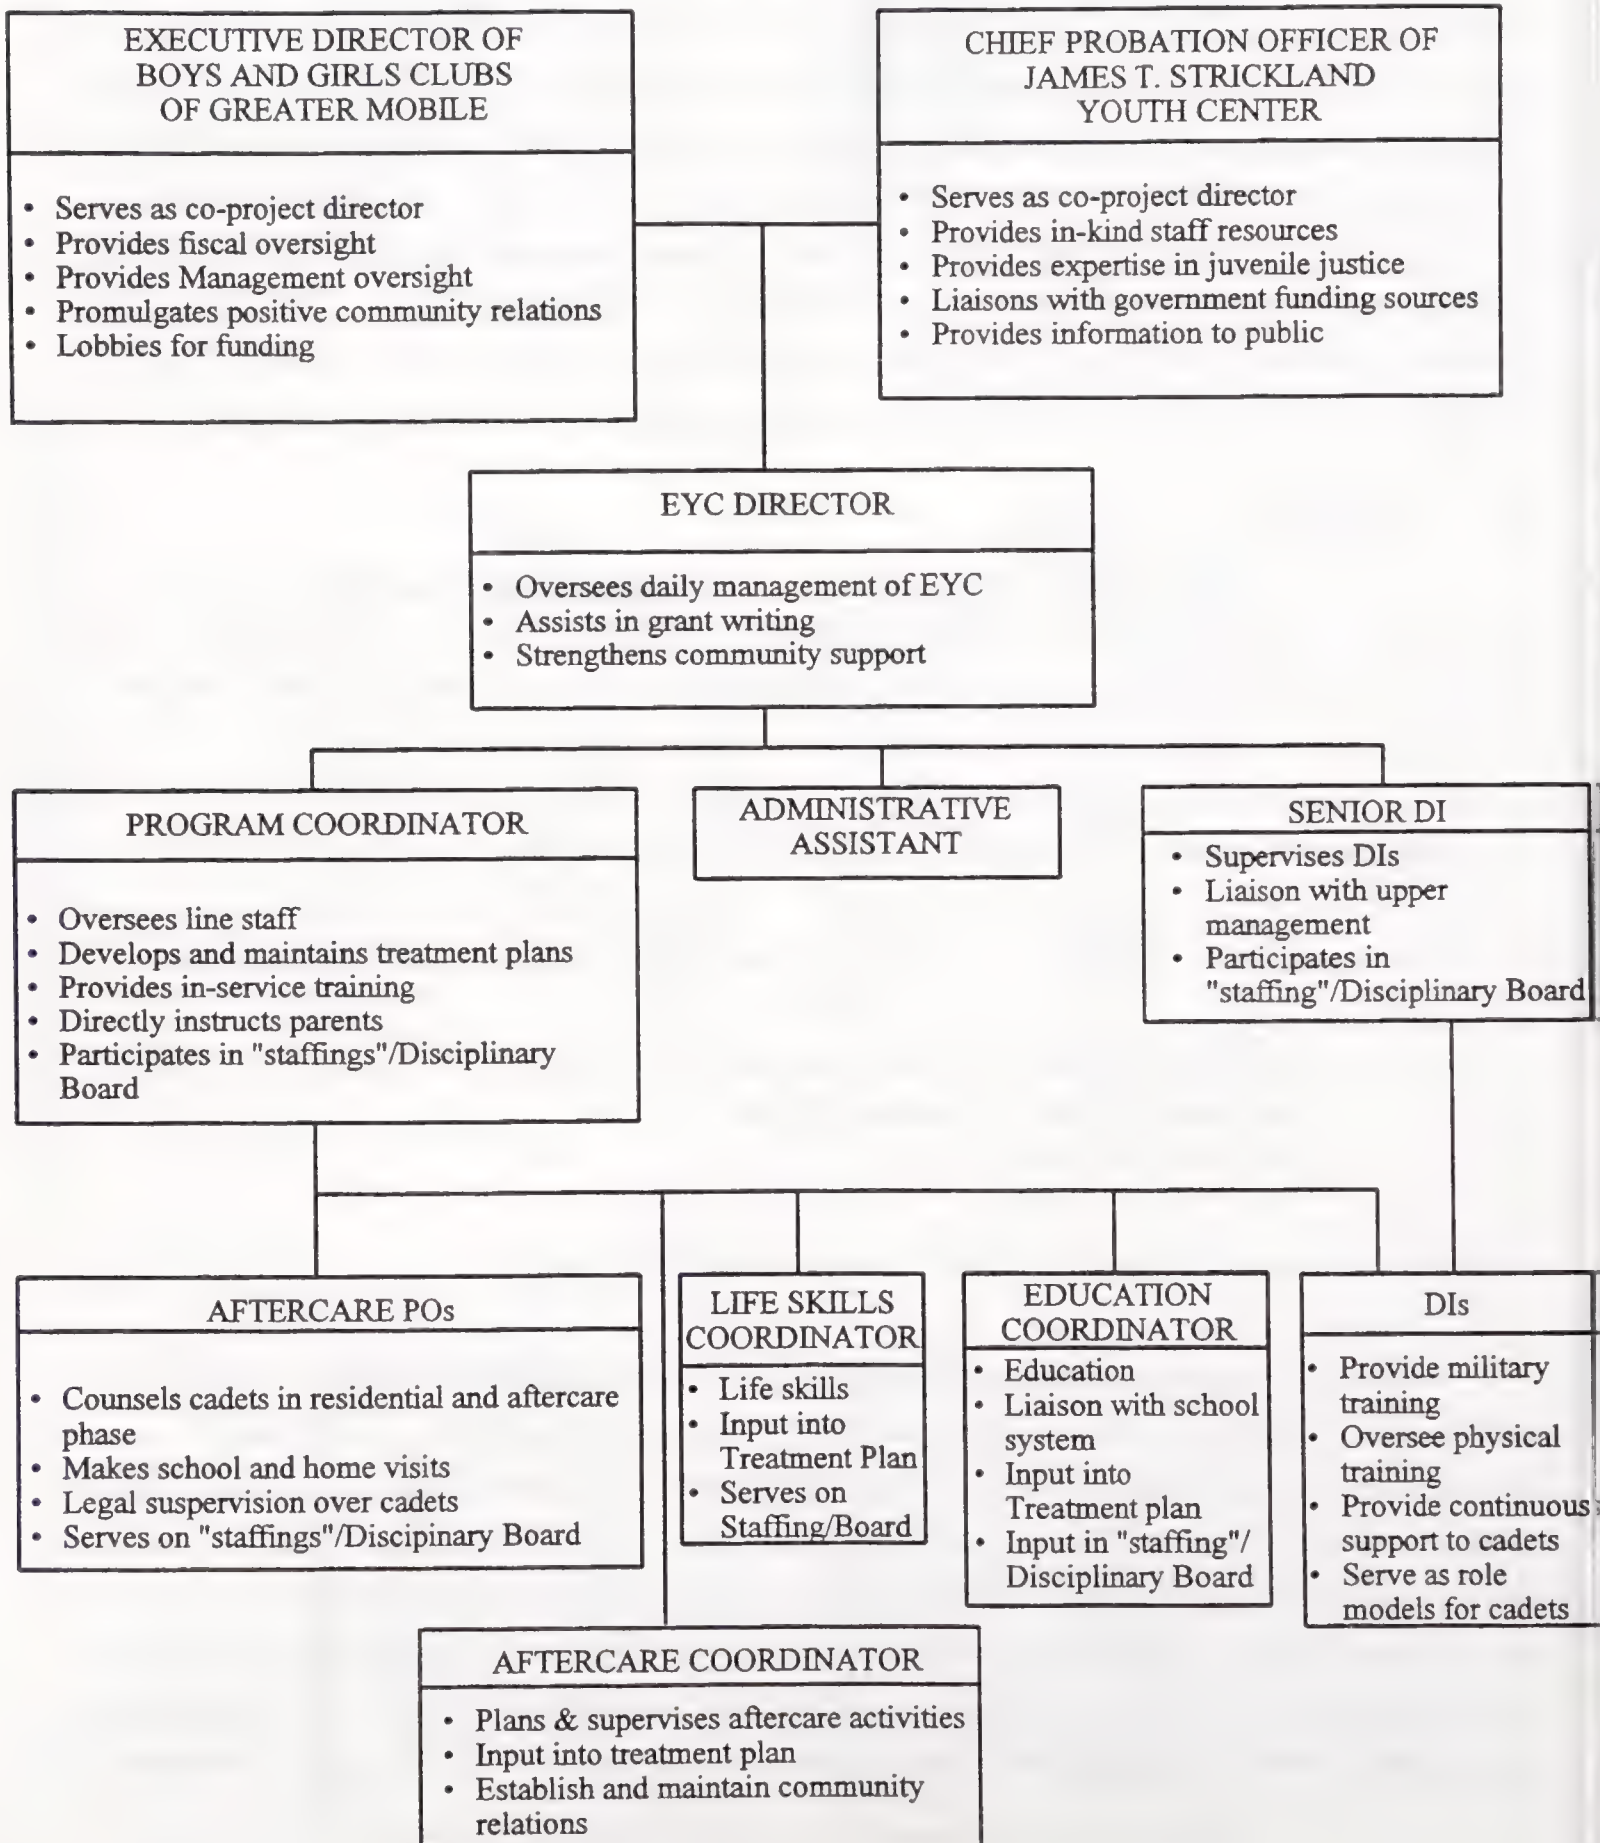 EXECUTIVE DIRECTOR OF
BOYS AND GIRLS CLUBS
OF GREATER MOBILE
• Serves as co-project director
• Provides fiscal oversight
• Provides Management oversight
• Promulgates positive community relations
• Lobbies for funding
CHIEF PROBATION OFFICER OF
JAMES T. STRICKLAND
YOUTH CENTER
• Serves as co-project director
• Provides in-kind staff resources
• Provides expertise in juvenile justice
• Liaisons with government funding sources
• Provides information to public
EYC DIRECTOR
• Oversees daily management of EYC
• Assists in grant writing
• Strengthens community support
PROGRAM COORDINATOR
• Oversees line staff
• Develops and maintains treatment plans
• Provides in-service training
• Directly instructs parents
• Participates in "staffings"/Disciplinary
Board
ADMINISTRATIVE
ASSISTANT
SENIOR DI
• Supervises DIs
• Liaison with upper
management
• Participates in
"staffing"/Disciplinary Board
AFTERCARE POs
• Counsels cadets in residential and aftercare
phase
• Makes school and home visits
• Legal suspervision over cadets
• Serves on "staffings"/Discipinary Board
LIFE SKILLS
COORDINATOR
• Life skills
• Input into
Treatment Plan
• Serves on
Staffing/Board
EDUCATION
COORDINATOR
• Education
• Liaison with school
system
• Input into
Treatment plan
• Input in "staffing"/
Disciplinary Board
DIs
• Provide military
training
• Oversee physical
training
• Provide continuous
support to cadets
• Serve as role
models for cadets
AFTERCARE COORDINATOR
• Plans & supervises aftercare activities
• Input into treatment plan
• Establish and maintain community
relations